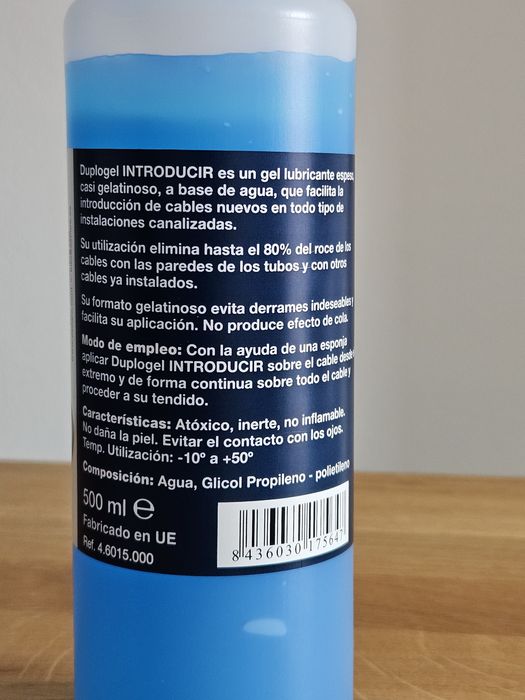 Duplogel INTRODUCIR es un gel lubricante espeso,
casi gelatinoso, a base de agua, que facilita la
introducción de cables nuevos en todo tipo de
instalaciones canalizadas.
Su utilización elimina hasta el 80% del roce de los
cables con las paredes de los tubos y con otros
cables ya instalados.
Su formato gelatinoso evita derrames indeseables y
facilita su aplicación. No produce efecto de cola.
Modo de empleo: Con la ayuda de una esponja
aplicar Duplogel INTRODUCIR sobre el cable desde
extremo y de forma continua sobre todo el cable y
proceder a su tendido.
Características: Atóxico, inerte, no inflamable.
No daña la piel. Evitar el contacto con los ojos.
Temp. Utilización: -10º a +50º
Composición: Agua, Glicol Propileno - polietileno
500 ml ℮
Fabricado en UE
Ref. 4.6015.000
8 436030 175647